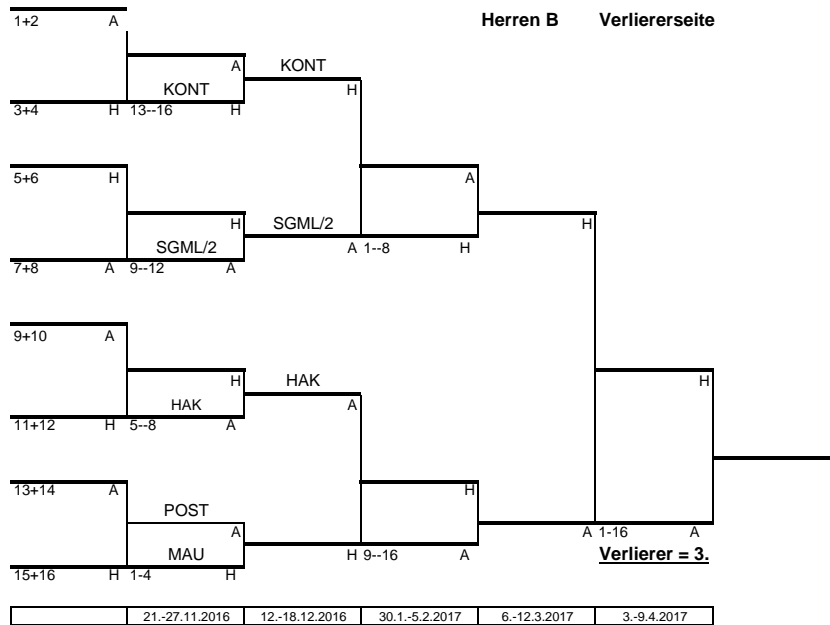 Herren B Verliererseite
1+2 A
A KONT
KONT H
3+4 H 13--16 H
5+6 H A
H SGML/2 H
SGML/2 A 1--8 H
7+8 A 9--12 A
9+10 A
H HAK H
HAK A
11+12 H 5--8 A
13+14 A H
POST
A A 1-16 A
MAU H 9--16 A Verlierer = 3.
15+16 H 1-4 H
21.-27.11.2016 12.-18.12.2016 30.1.-5.2.2017 6.-12.3.2017 3.-9.4.2017